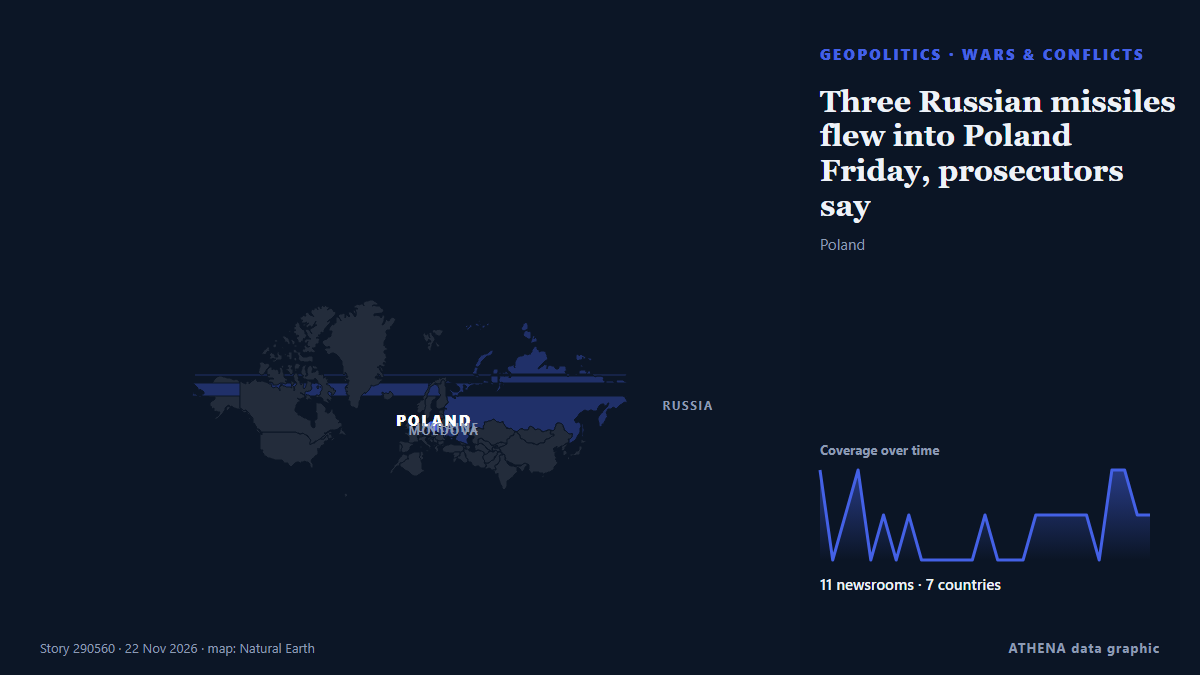 GEOPOLITICS · WARS & CONFLICTS
Three Russian missiles
flew into Poland
Friday, prosecutors
say
Poland
RUSSIA
POLAND
MOLDOVA
Coverage over time
11 newsrooms · 7 countries
Story 290560 · 22 Nov 2026 · map: Natural Earth
ATHENA data graphic